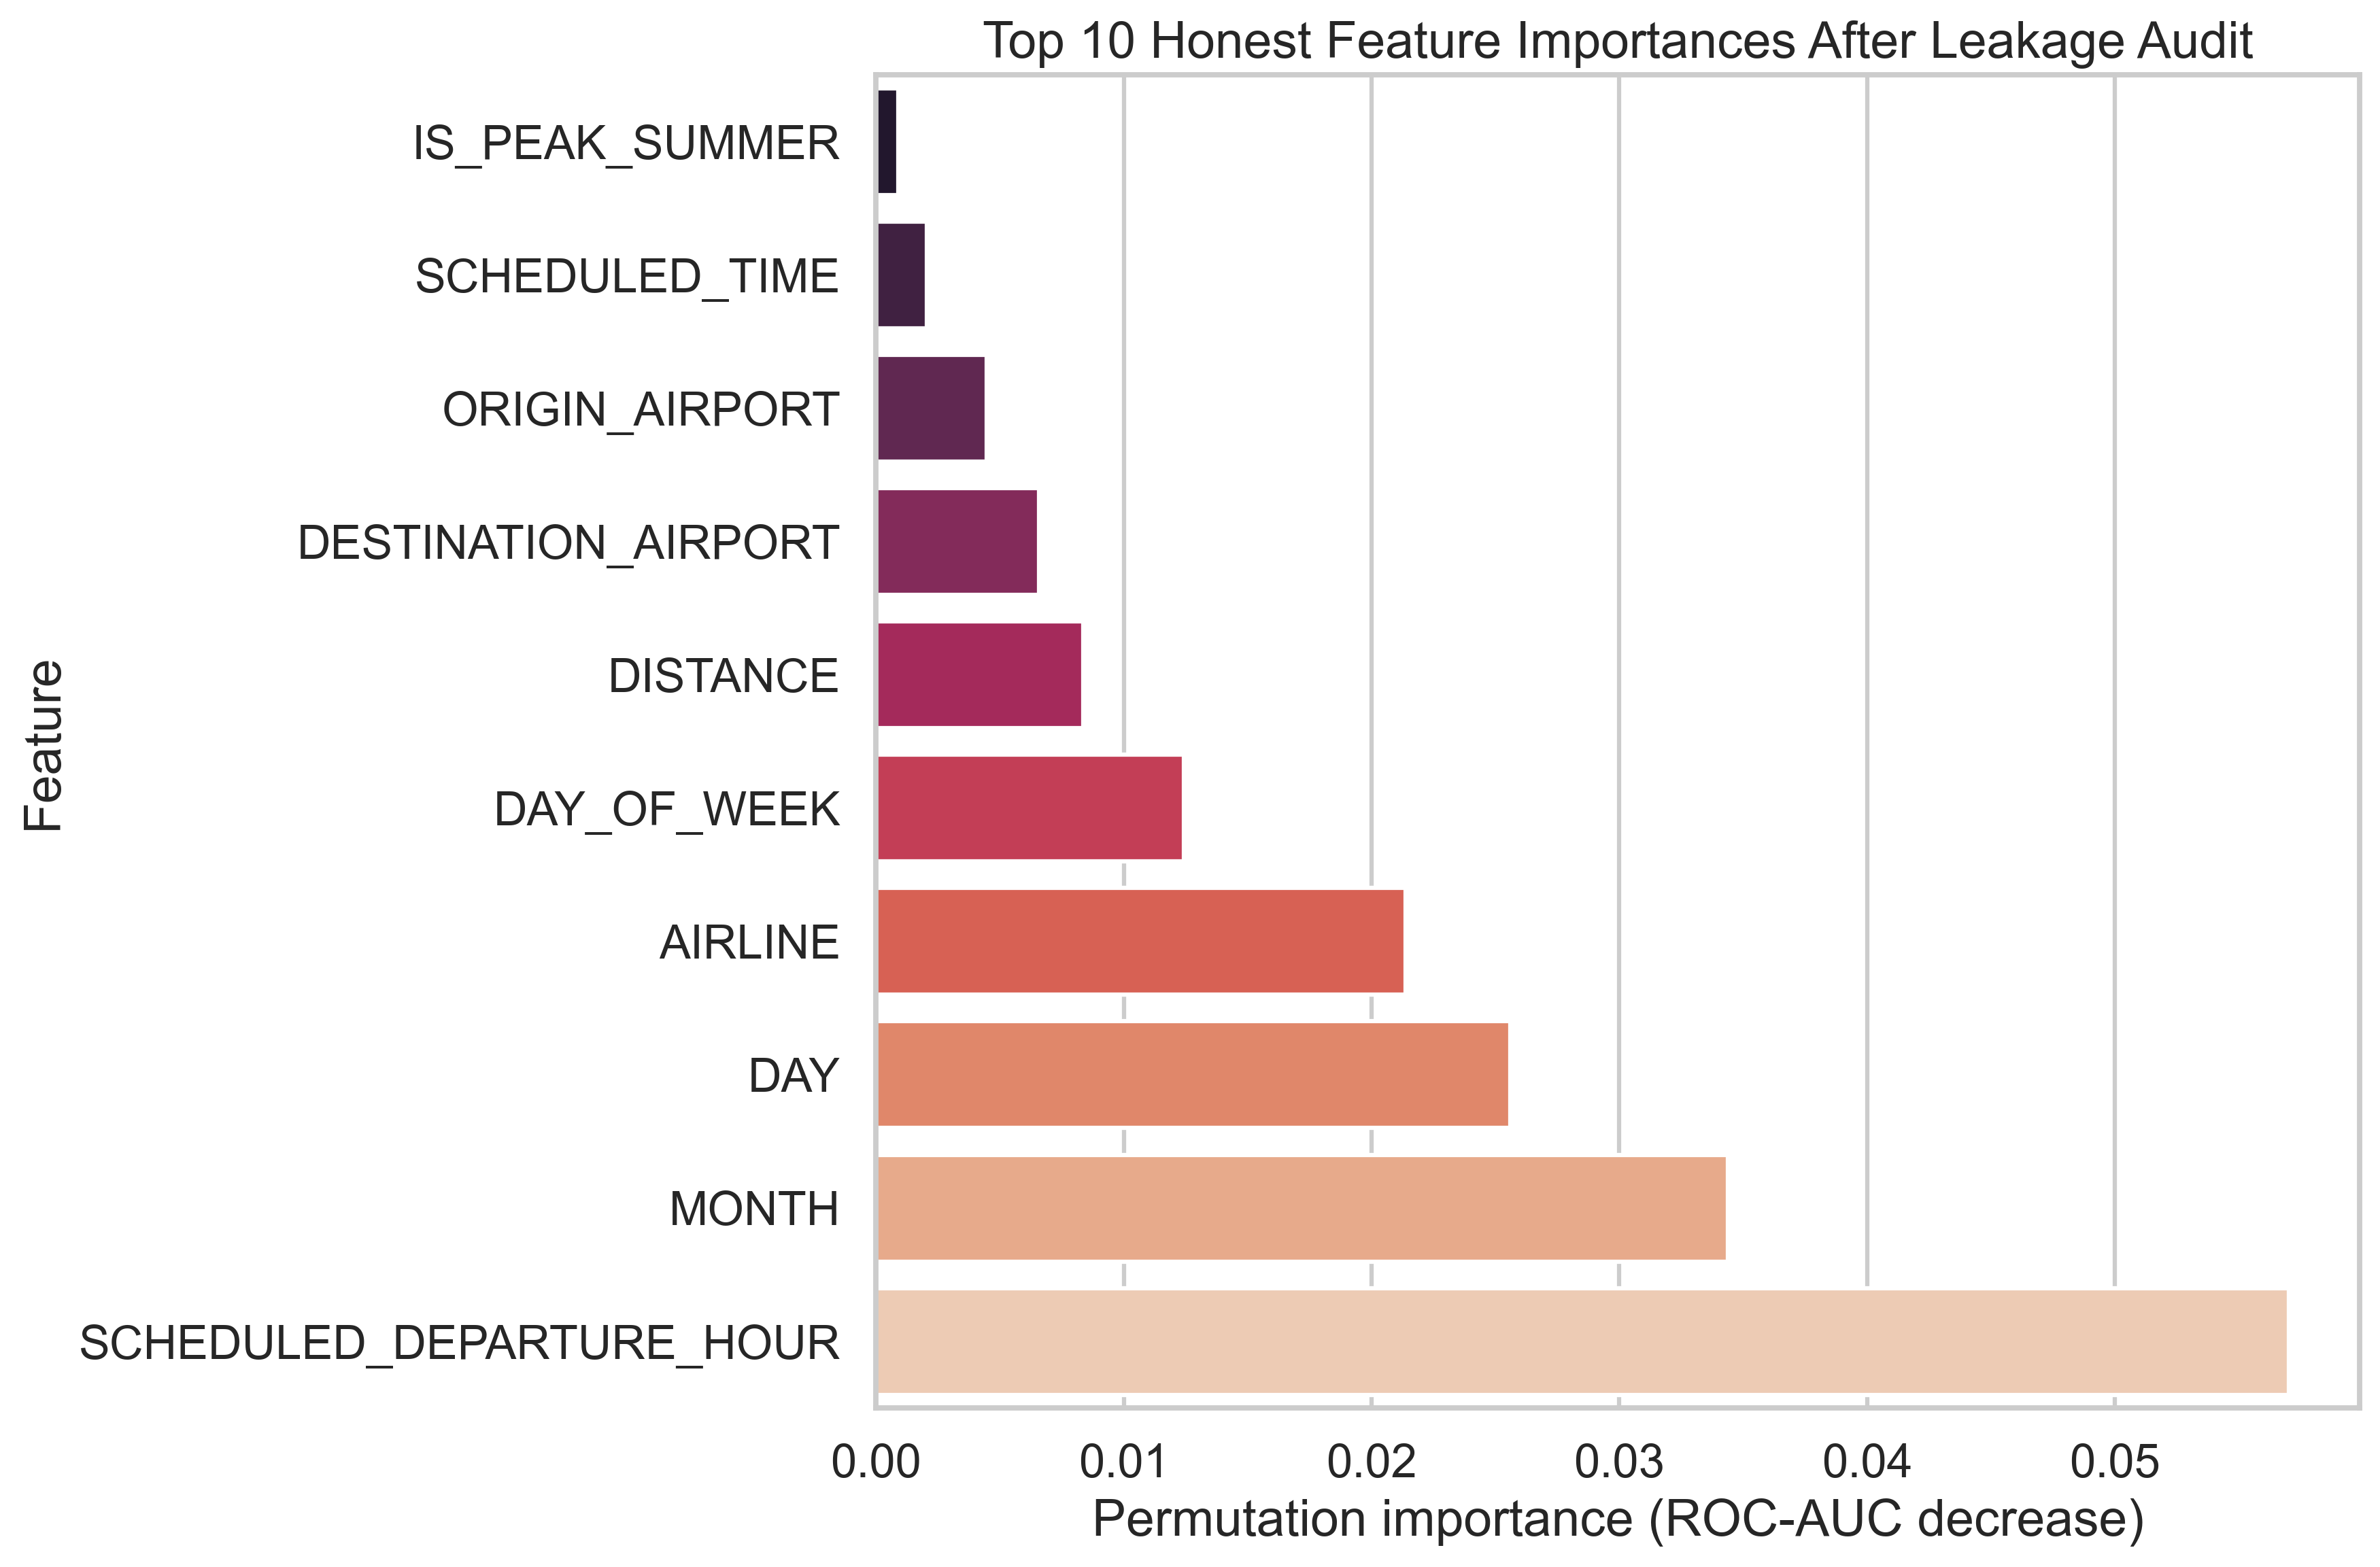 Top 10 Honest Feature Importances After Leakage Audit
IS_PEAK_SUMMER
SCHEDULED_TIME
ORIGIN_AIRPORT
DESTINATION_AIRPORT
DISTANCE
DAY_OF_WEEK
AIRLINE
DAY
MONTH
SCHEDULED_DEPARTURE_HOUR
Feature
0.00 0.01 0.02 0.03 0.04 0.05
Permutation importance (ROC-AUC decrease)